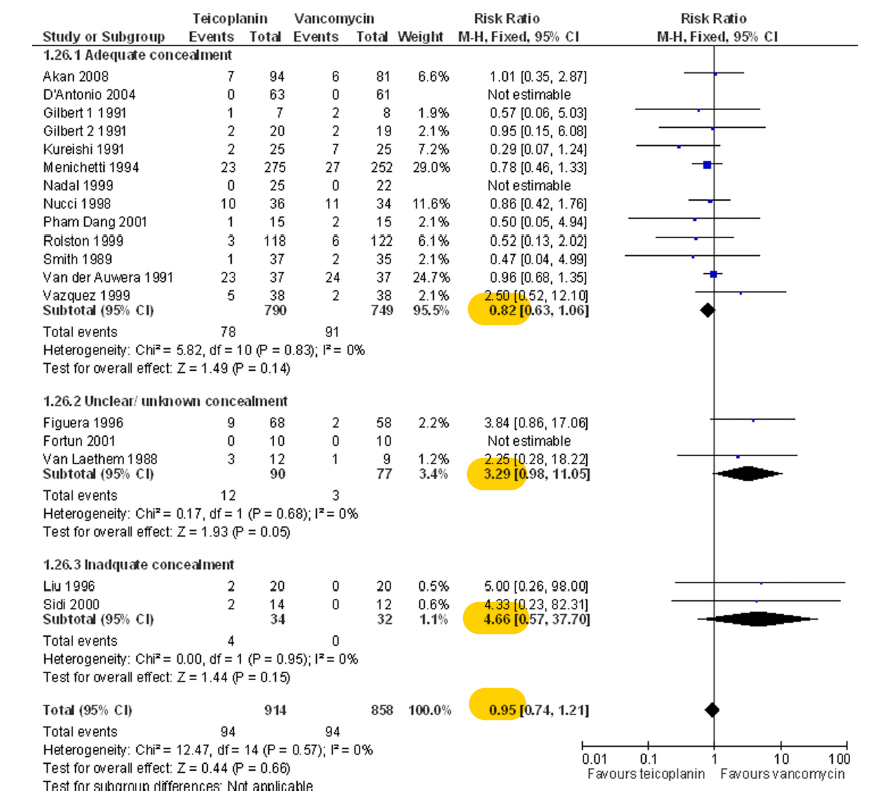 Teicoplanin Vancomycin Risk Ratio Risk Ratio
Study or Subgroup Events Total Events Total Weight M-H, Fixed, 95% CI M-H, Fixed, 95% CI
1.26.1 Adequate concealment
Akan 2008 7 94 6 81 6.6% 1.01 [0.35, 2.87]
D'Antonio 2004 0 63 0 61 Not estimable
Gilbert 1 1991 1 7 2 8 1.9% 0.57 [0.06, 5.03]
Gilbert 2 1991 2 20 2 19 2.1% 0.95 [0.15, 6.08]
Kureishi 1991 2 25 7 25 7.2% 0.29 [0.07, 1.24]
Menichetti 1994 23 275 27 252 29.0% 0.78 [0.46, 1.33]
Nadal 1999 0 25 0 22 Not estimable
Nucci 1998 10 36 11 34 11.6% 0.86 [0.42, 1.76]
Pham Dang 2001 1 15 2 15 2.1% 0.50 [0.05, 4.94]
Rolston 1999 3 118 6 122 6.1% 0.52 [0.13, 2.02]
Smith 1989 1 37 2 35 2.1% 0.47 [0.04, 4.99]
Van der Auwera 1991 23 37 24 37 24.7% 0.96 [0.68, 1.35]
Vazquez 1999 5 38 2 38 2.1% 2.50 [0.52, 12.10]
Subtotal (95% CI) 790 749 95.5% 0.82 [0.63, 1.06]
Total events 78 91
Heterogeneity: Chi² = 5.82, df = 10 (P = 0.83); I² = 0%
Test for overall effect: Z = 1.49 (P = 0.14)
1.26.2 Unclear/ unknown concealment
Figuera 1996 9 68 2 58 2.2% 3.84 [0.86, 17.06]
Fortun 2001 0 10 0 10 Not estimable
Van Laethem 1988 3 12 1 9 1.2% 2.25 [0.28, 18.22]
Subtotal (95% CI) 90 77 3.4% 3.29 [0.98, 11.05]
Total events 12 3
Heterogeneity: Chi² = 0.17, df = 1 (P = 0.68); I² = 0%
Test for overall effect: Z = 1.93 (P = 0.05)
1.26.3 Inadquate concealment
Liu 1996 2 20 0 20 0.5% 5.00 [0.26, 98.00]
Sidi 2000 2 14 0 12 0.6% 4.33 [0.23, 82.31]
Subtotal (95% CI) 34 32 1.1% 4.66 [0.57, 37.70]
Total events 4 0
Heterogeneity: Chi² = 0.00, df = 1 (P = 0.95); I² = 0%
Test for overall effect: Z = 1.44 (P = 0.15)
Total (95% CI) 914 858 100.0% 0.95 [0.74, 1.21]
Total events 94 94
Heterogeneity: Chi² = 12.47, df = 14 (P = 0.57); I² = 0%
Test for overall effect: Z = 0.44 (P = 0.66)
Test for subgroup differences: Not applicable
0.01 0.1 1 10 100
Favours teicoplanin Favours vancomycin